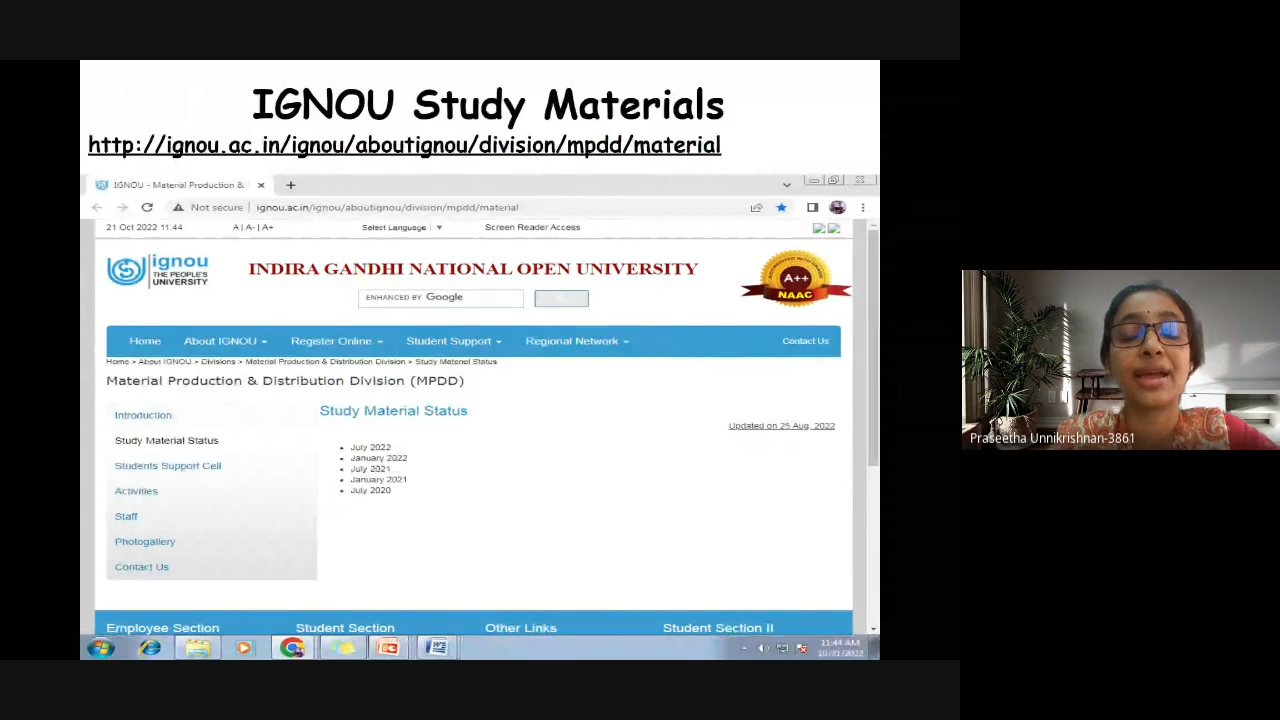 IGNOU Study Materials
http://ignou.ac.in/ignou/aboutignou/division/mpdd/material
IGNOU - Material Production &
Not secure | ignou.ac.in/ignou/aboutignou/division/mpdd/material
21 Oct 2022 11:44 A | A- | A+ Select Language ▼ Screen Reader Access
ignou
THE PEOPLE'S
UNIVERSITY
INDIRA GANDHI NATIONAL OPEN UNIVERSITY
A++
NAAC
ENHANCED BY Google
Home About IGNOU Register Online Student Support Regional Network Contact Us
Home > About IGNOU > Divisions > Material Production & Distribution Division > Study Material Status
Material Production & Distribution Division (MPDD)
Introduction
Study Material Status
Students Support Cell
Activities
Staff
Photogallery
Contact Us
Study Material Status
Updated on 25 Aug, 2022
July 2022
January 2022
July 2021
January 2021
July 2020
Employee Section Student Section Other Links Student Section II
11:44 AM
10/21/2022
Praseetha Unnikrishnan-3861